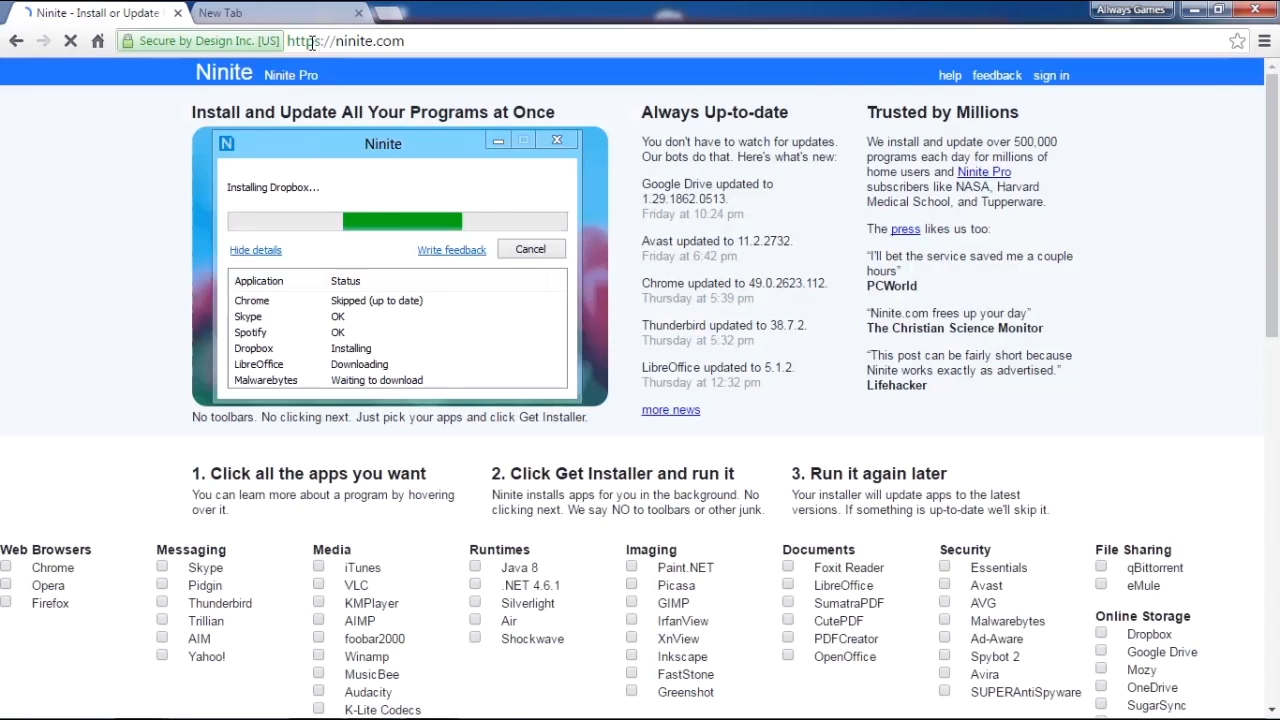 Ninite - Install or Update
New Tab
Allways Games
Secure by Design Inc. [US]
https://ninite.com
Ninite
Ninite Pro
help
feedback
sign in
Install and Update All Your Programs at Once
Ninite
Installing Dropbox...
Hide details
Write feedback
Cancel
Application Status
Chrome Skipped (up to date)
Skype OK
Spotify OK
Dropbox Installing
LibreOffice Downloading
Malwarebytes Waiting to download
No toolbars. No clicking next. Just pick your apps and click Get Installer.
Always Up-to-date
You don't have to watch for updates.
Our bots do that. Here's what's new:
Google Drive updated to
1.29.1862.0513.
Friday at 10:24 pm
Avast updated to 11.2.2732.
Friday at 6:42 pm
Chrome updated to 49.0.2623.112.
Thursday at 5:39 pm
Thunderbird updated to 38.7.2.
Thursday at 5:32 pm
LibreOffice updated to 5.1.2.
Thursday at 12:32 pm
more news
Trusted by Millions
We install and update over 500,000
programs each day for millions of
home users and Ninite Pro
subscribers like NASA, Harvard
Medical School, and Tupperware.
The press likes us too:
“I'll bet the service saved me a couple
hours”
PCWorld
“Ninite.com frees up your day”
The Christian Science Monitor
“This post can be fairly short because
Ninite works exactly as advertised.”
Lifehacker
1. Click all the apps you want
You can learn more about a program by hovering
over it.
2. Click Get Installer and run it
Ninite installs apps for you in the background. No
clicking next. We say NO to toolbars or other junk.
3. Run it again later
Your installer will update apps to the latest
versions. If something is up-to-date we'll skip it.
Web Browsers
Chrome
Opera
Firefox
Messaging
Skype
Pidgin
Thunderbird
Trillian
AIM
Yahoo!
Media
iTunes
VLC
KMPlayer
AIMP
foobar2000
Winamp
MusicBee
Audacity
K-Lite Codecs
Runtimes
Java 8
.NET 4.6.1
Silverlight
Air
Shockwave
Imaging
Paint.NET
Picasa
GIMP
IrfanView
XnView
Inkscape
FastStone
Greenshot
Documents
Foxit Reader
LibreOffice
SumatraPDF
CutePDF
PDFCreator
OpenOffice
Security
Essentials
Avast
AVG
Malwarebytes
Ad-Aware
Spybot 2
Avira
SUPERAntiSpyware
File Sharing
qBittorrent
eMule
Online Storage
Dropbox
Google Drive
Mozy
OneDrive
SugarSync